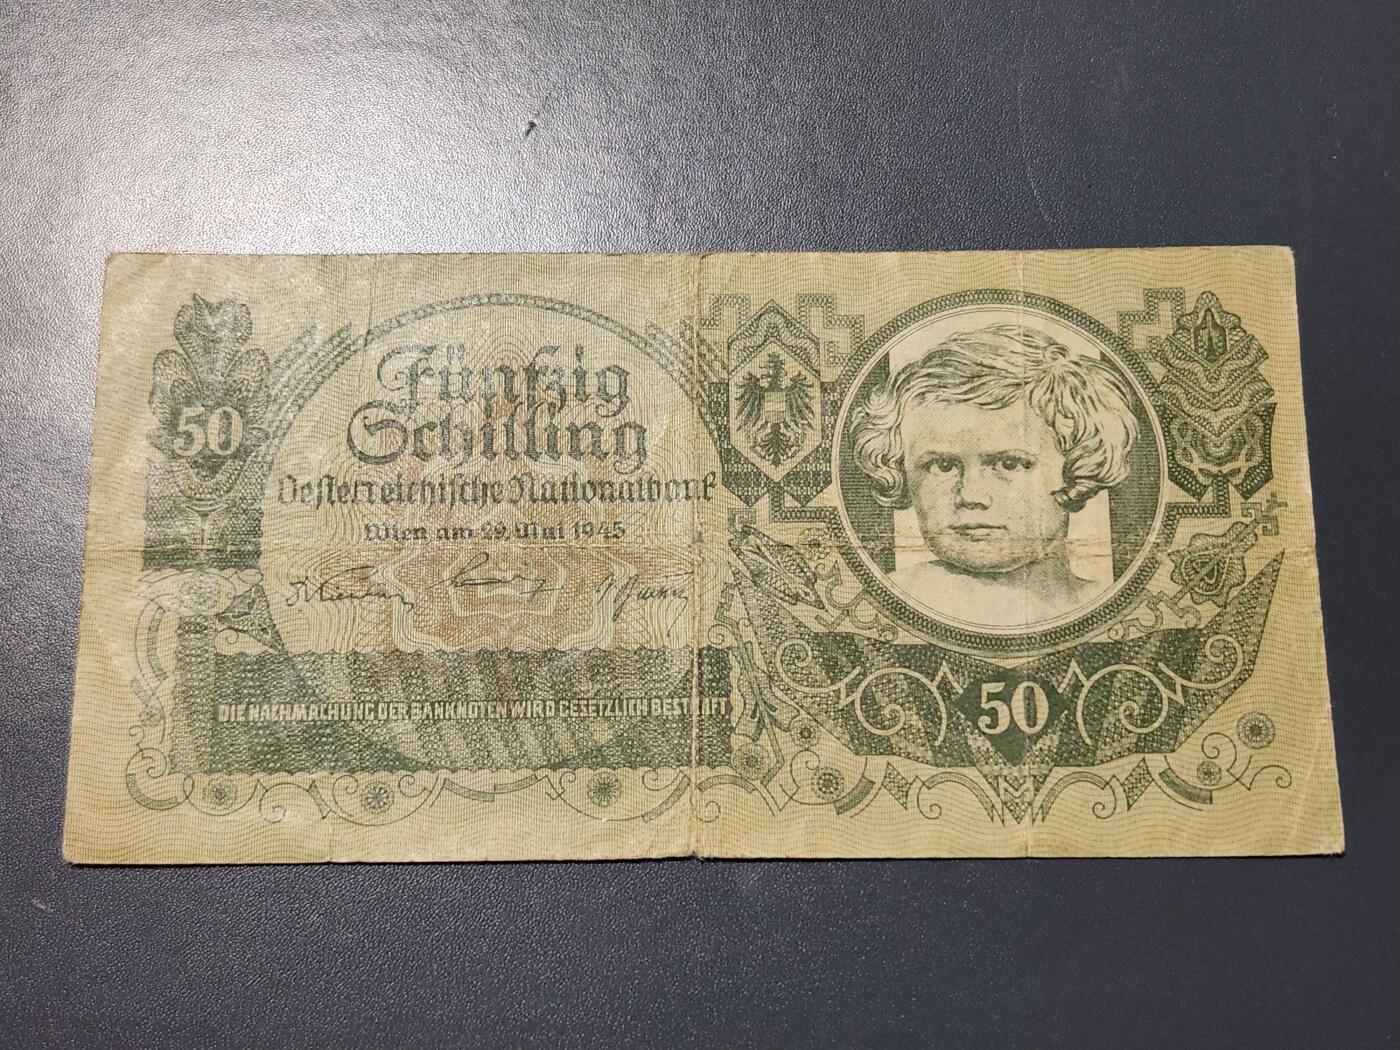 50
Fünfzig
Schilling
Oesterreichische Nationalbank
Wien am 29. Mai 1945
DIE NACHMACHUNG DER BANKNOTEN WIRD GESETZLICH BESTRAFT
50